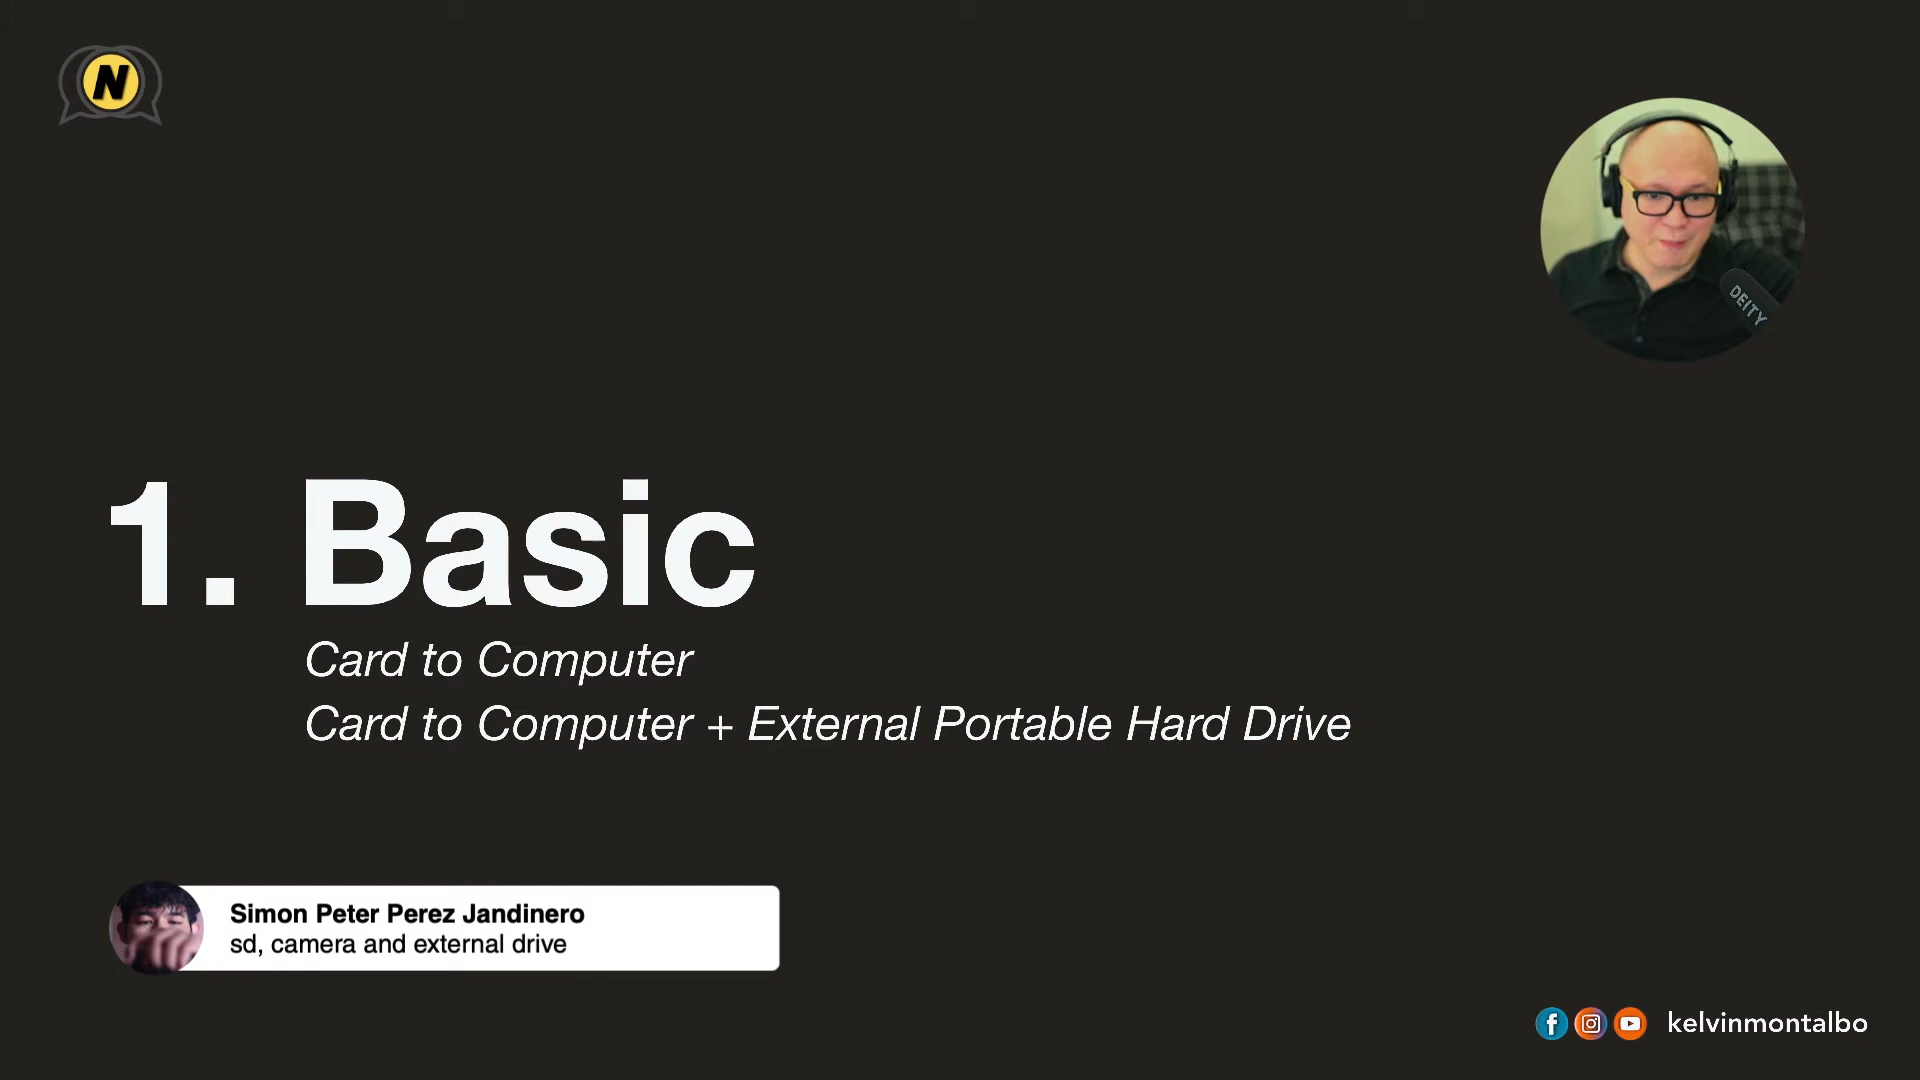 N
DEITY
1. Basic
Card to Computer
Card to Computer + External Portable Hard Drive
Simon Peter Perez Jandinero
sd, camera and external drive
kelvinmontalbo